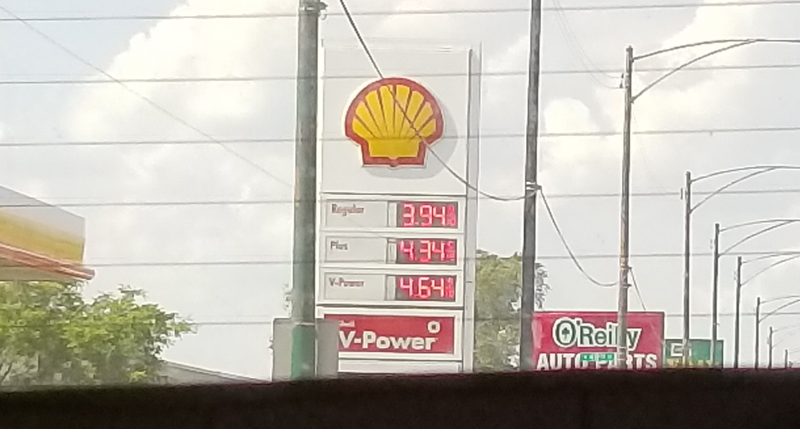 Regular 3.94
Plus 4.34
V-Power 4.64
V-Power
O'Reilly
AUTO PARTS